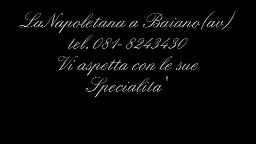 LaNapoletana a Baiano(av)
tel. 081-8243430
Vi aspetta con le sue
Specialita'